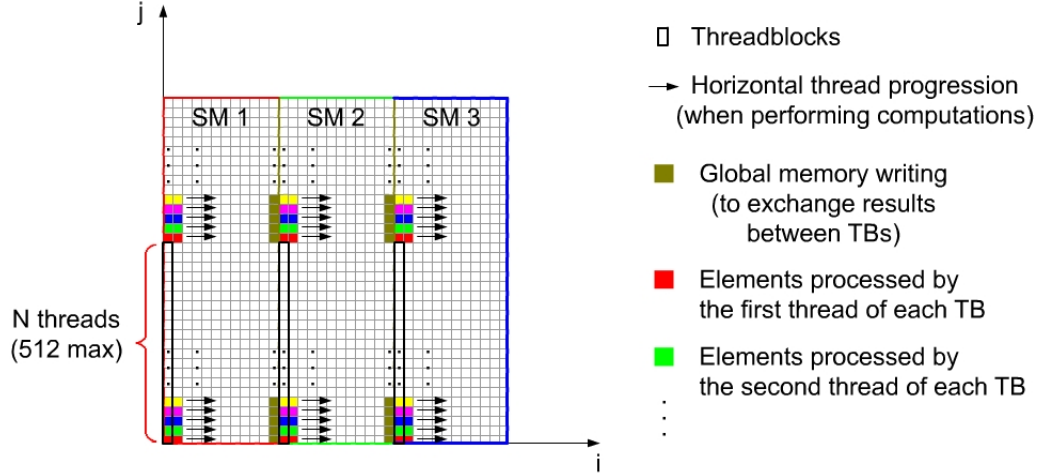 j
SM 1 SM 2 SM 3
N threads
(512 max)
i
Threadblocks
Horizontal thread progression
(when performing computations)
Global memory writing
(to exchange results
between TBs)
Elements processed by
the first thread of each TB
Elements processed by
the second thread of each TB